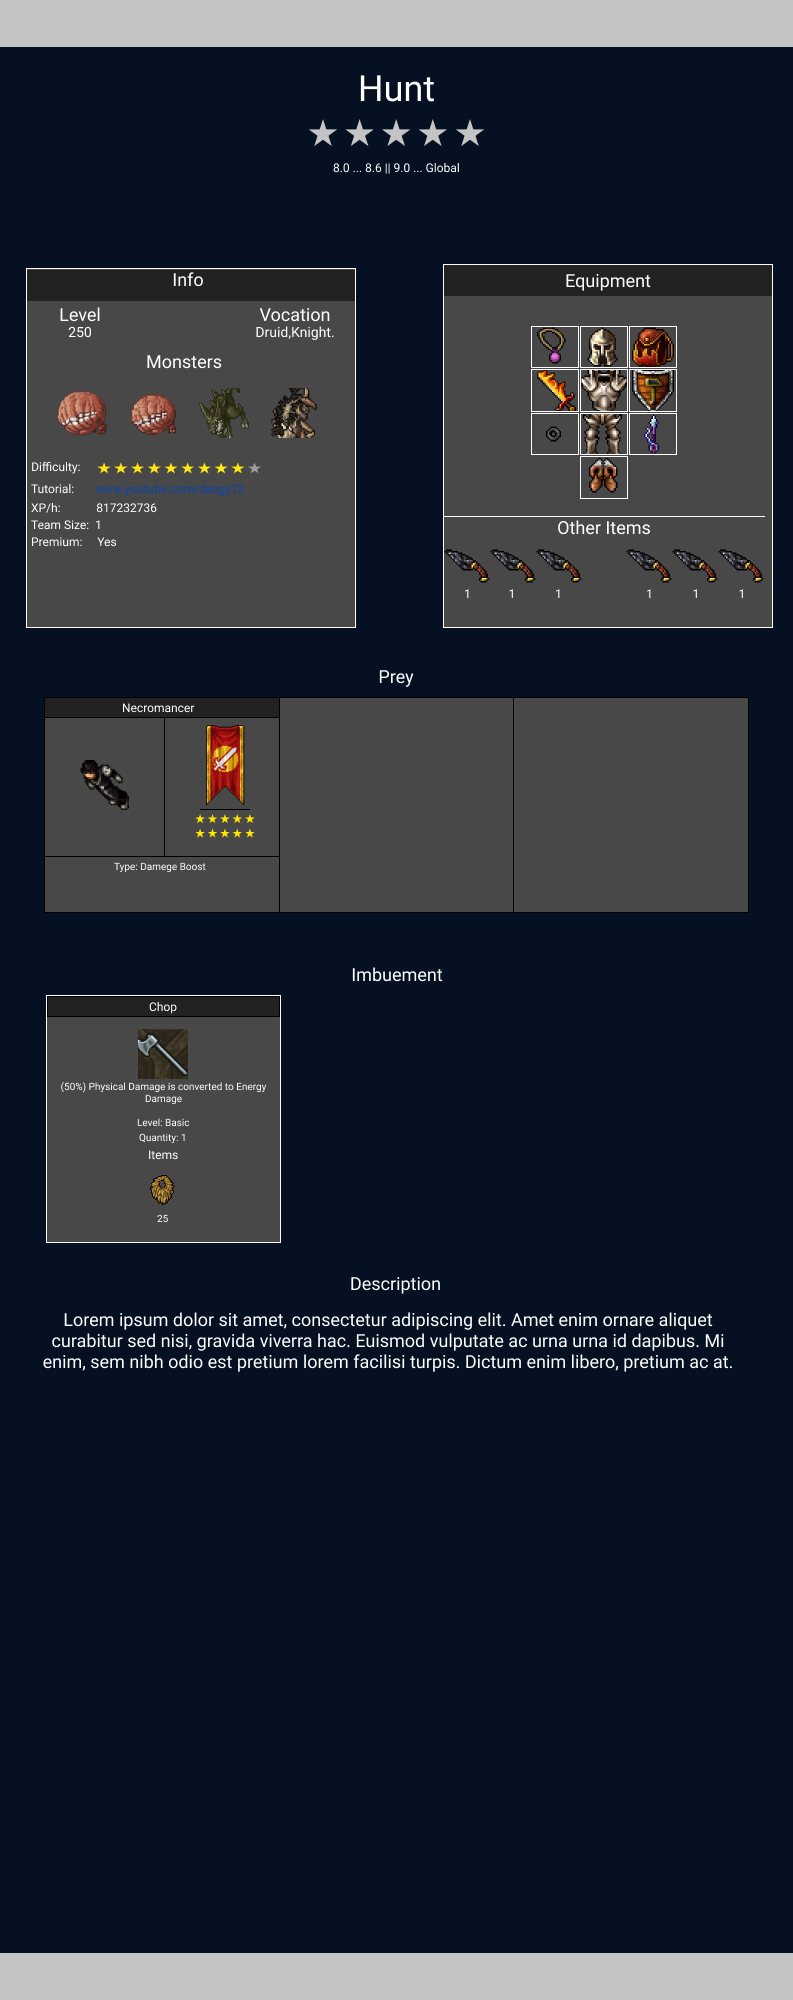 Hunt
8.0 ... 8.6 || 9.0 ... Global
Info
Level
Vocation
250
Druid,Knight.
Monsters
Difficulty:
Tutorial: www.youtube.com/dasgy12
XP/h: 817232736
Team Size: 1
Premium: Yes
Equipment
Other Items
1 1 1 1 1 1
Prey
Necromancer
Type: Damege Boost
Imbuement
Chop
(50%) Physical Damage is converted to Energy
Damage
Level: Basic
Quantity: 1
Items
25
Description
Lorem ipsum dolor sit amet, consectetur adipiscing elit. Amet enim ornare aliquet
curabitur sed nisi, gravida viverra hac. Euismod vulputate ac urna urna id dapibus. Mi
enim, sem nibh odio est pretium lorem facilisi turpis. Dictum enim libero, pretium ac at.